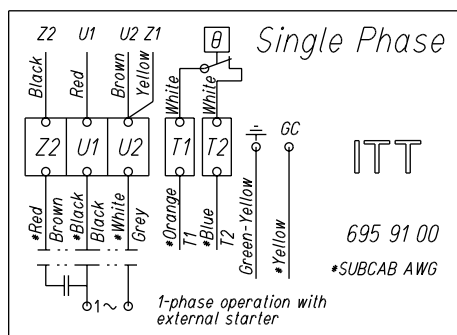 Z2 U1 U2 Z1
θ
Single Phase
Black
Red
Brown
Yellow
White
White
Z2 U1 U2
T1 T2
GC
ITT
#Red
Brown
#Black
Black
#White
Grey
#Orange
T1
#Blue
T2
Green-Yellow
#Yellow
695 91 00
#SUBCAB AWG
1~
1-phase operation with
external starter